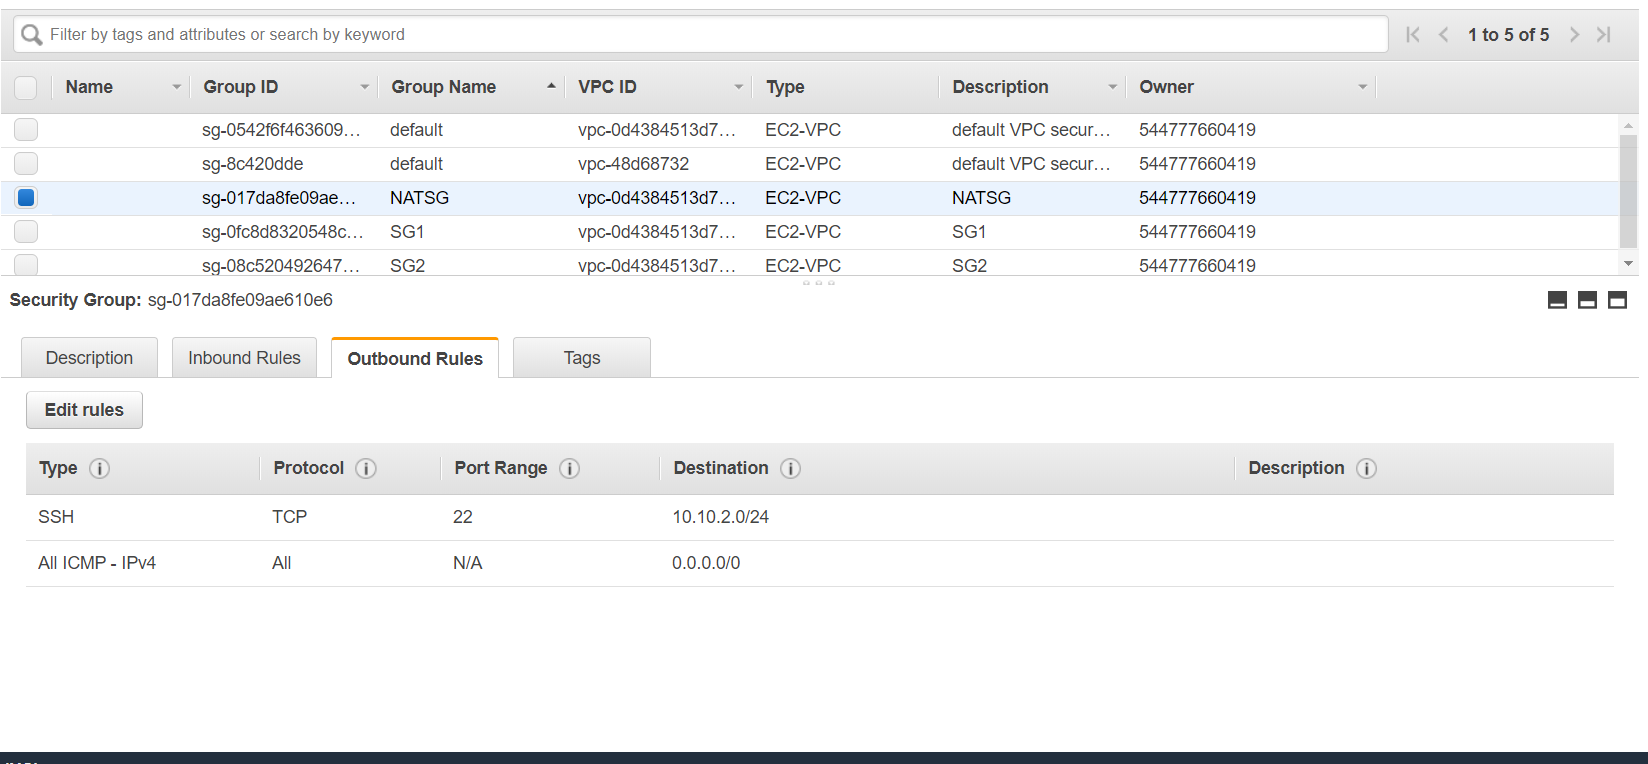 Filter by tags and attributes or search by keyword 1 to 5 of 5
Name Group ID Group Name VPC ID Type Description Owner
sg-0542f6f463609... default vpc-0d4384513d7... EC2-VPC default VPC secur... 544777660419
sg-8c420dde default vpc-48d68732 EC2-VPC default VPC secur... 544777660419
sg-017da8fe09ae... NATSG vpc-0d4384513d7... EC2-VPC NATSG 544777660419
sg-0fc8d8320548c... SG1 vpc-0d4384513d7... EC2-VPC SG1 544777660419
sg-08c520492647... SG2 vpc-0d4384513d7... EC2-VPC SG2 544777660419
Security Group: sg-017da8fe09ae610e6
Description Inbound Rules Outbound Rules Tags
Edit rules
Type i Protocol i Port Range i Destination i Description i
SSH TCP 22 10.10.2.0/24
All ICMP - IPv4 All N/A 0.0.0.0/0